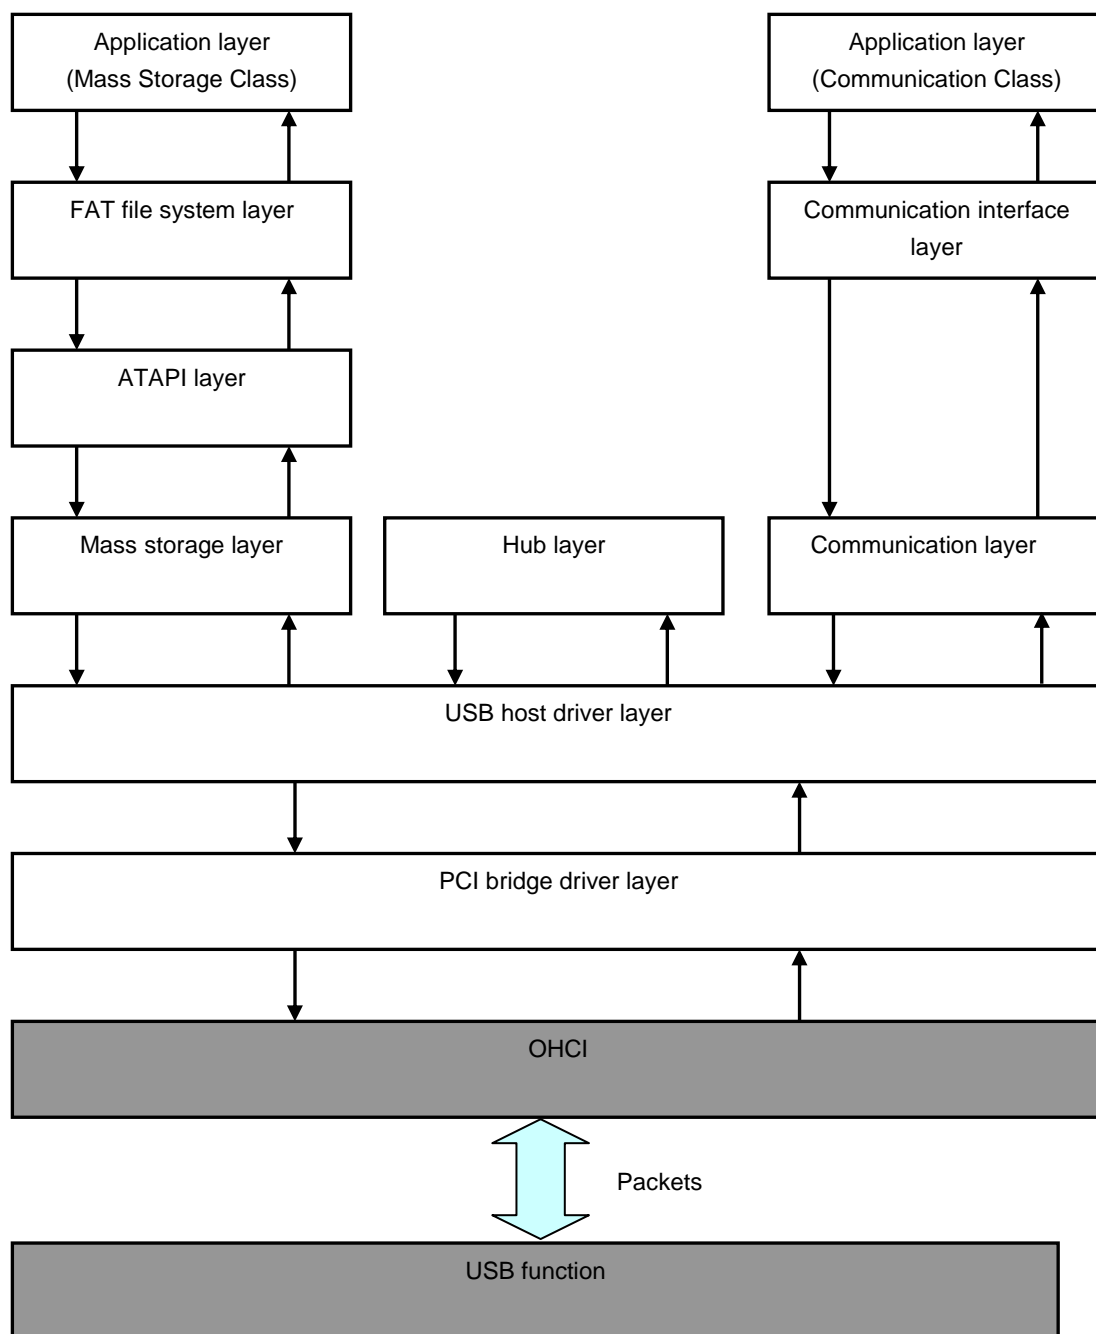 Application layer
(Mass Storage Class)
Application layer
(Communication Class)
FAT file system layer
Communication interface
layer
ATAPI layer
Mass storage layer
Hub layer
Communication layer
USB host driver layer
PCI bridge driver layer
OHCI
Packets
USB function